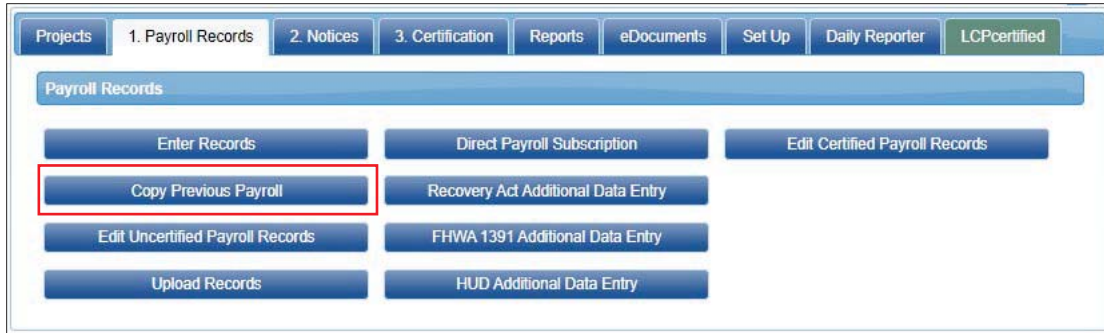 Projects 1. Payroll Records 2. Notices 3. Certification Reports eDocuments Set Up Daily Reporter LCPcertified
Payroll Records
Enter Records Direct Payroll Subscription Edit Certified Payroll Records
Copy Previous Payroll Recovery Act Additional Data Entry
Edit Uncertified Payroll Records FHWA 1391 Additional Data Entry
Upload Records HUD Additional Data Entry